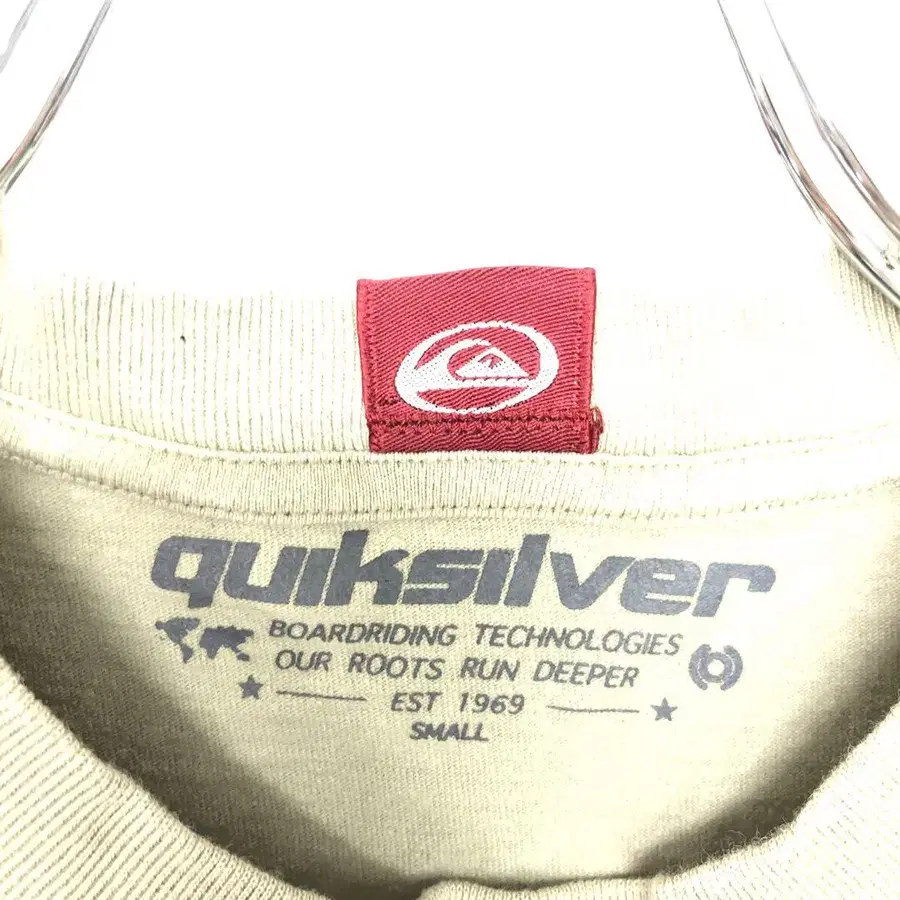 quiksilver
BOARDRIDING TECHNOLOGIES
OUR ROOTS RUN DEEPER
EST 1969
SMALL